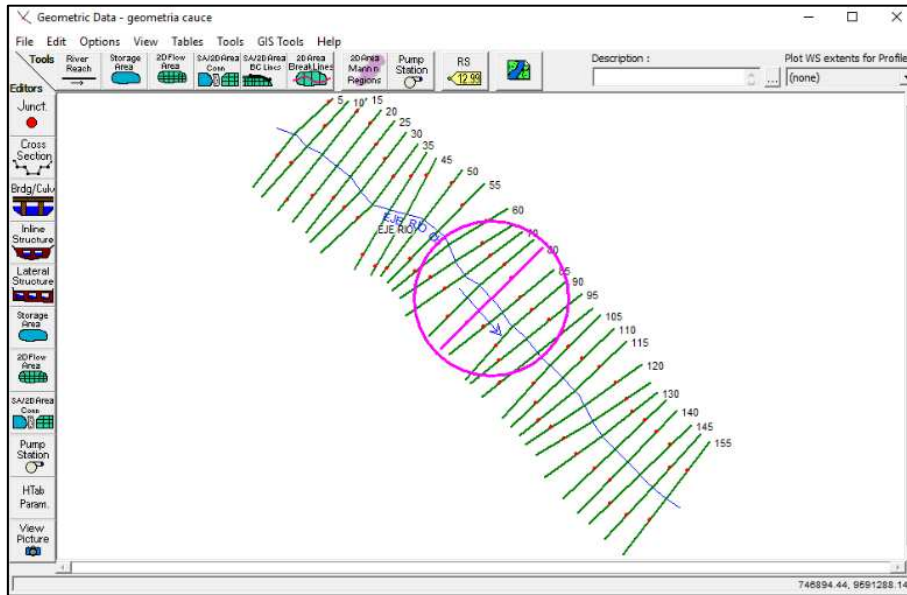 Geometric Data - geometria cauce
File Edit Options View Tables Tools GIS Tools Help
Tools
Editors
River
Reach
Storage
Area
2D Flow
Area
SA/2D Area
Conn
SA/2D Area
BC Lines
2D Area
Break Lines
2D Area
Mann n
Regions
Pump
Station
RS
12.99
Description :
...
Plot WS extents for Profile
(none)
Junct.
Cross
Section
Brdg/Culv
Inline
Structure
Lateral
Structure
Storage
Area
2D Flow
Area
SA/2D Area
Conn
Pump
Station
HTab
Param.
View
Picture
5
10
15
20
25
30
35
45
50
55
60
70
80
85
90
95
105
110
115
120
130
140
145
155
EJE RIO
EJE RIO
746894.44, 9591288.14